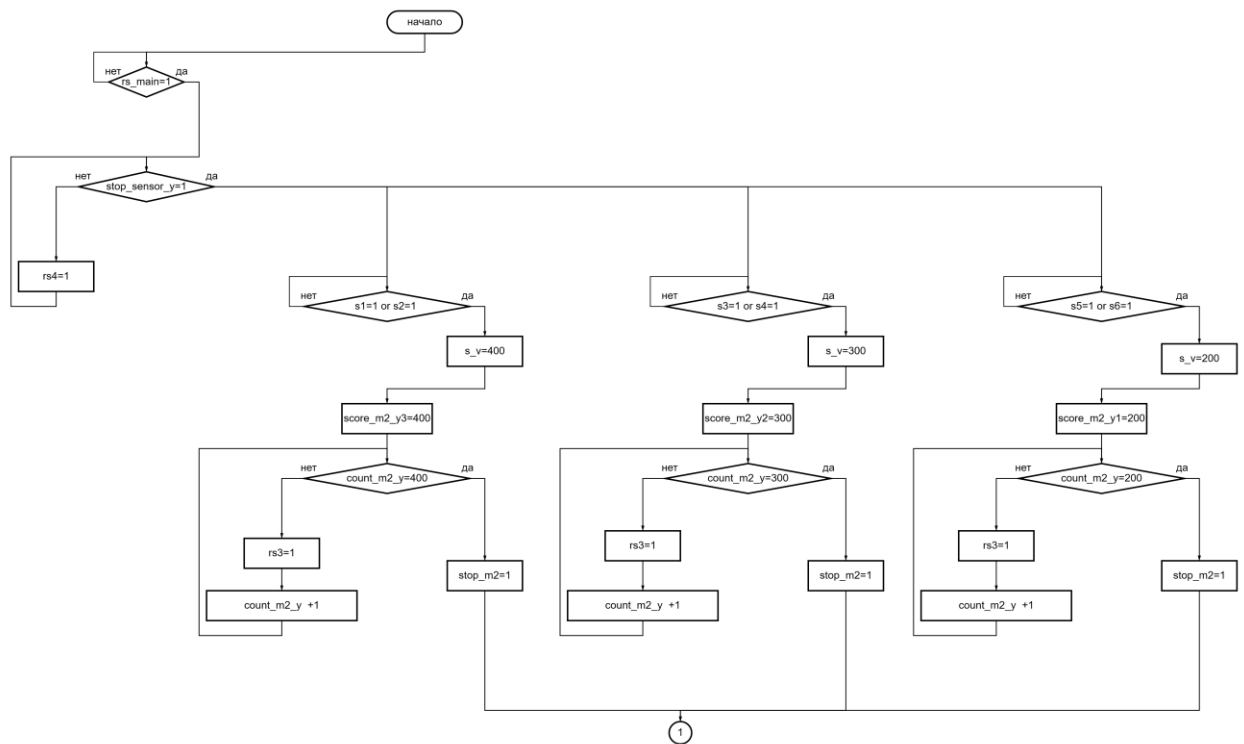 начало
нет
да
rs_main=1
нет
да
stop_sensor_y=1
rs4=1
нет
да
s1=1 or s2=1
нет
да
s3=1 or s4=1
нет
да
s5=1 or s6=1
s_v=400
s_v=300
s_v=200
score_m2_y3=400
score_m2_y2=300
score_m2_y1=200
нет
да
count_m2_y=400
нет
да
count_m2_y=300
нет
да
count_m2_y=200
rs3=1
rs3=1
rs3=1
stop_m2=1
stop_m2=1
stop_m2=1
count_m2_y +1
count_m2_y +1
count_m2_y +1
1